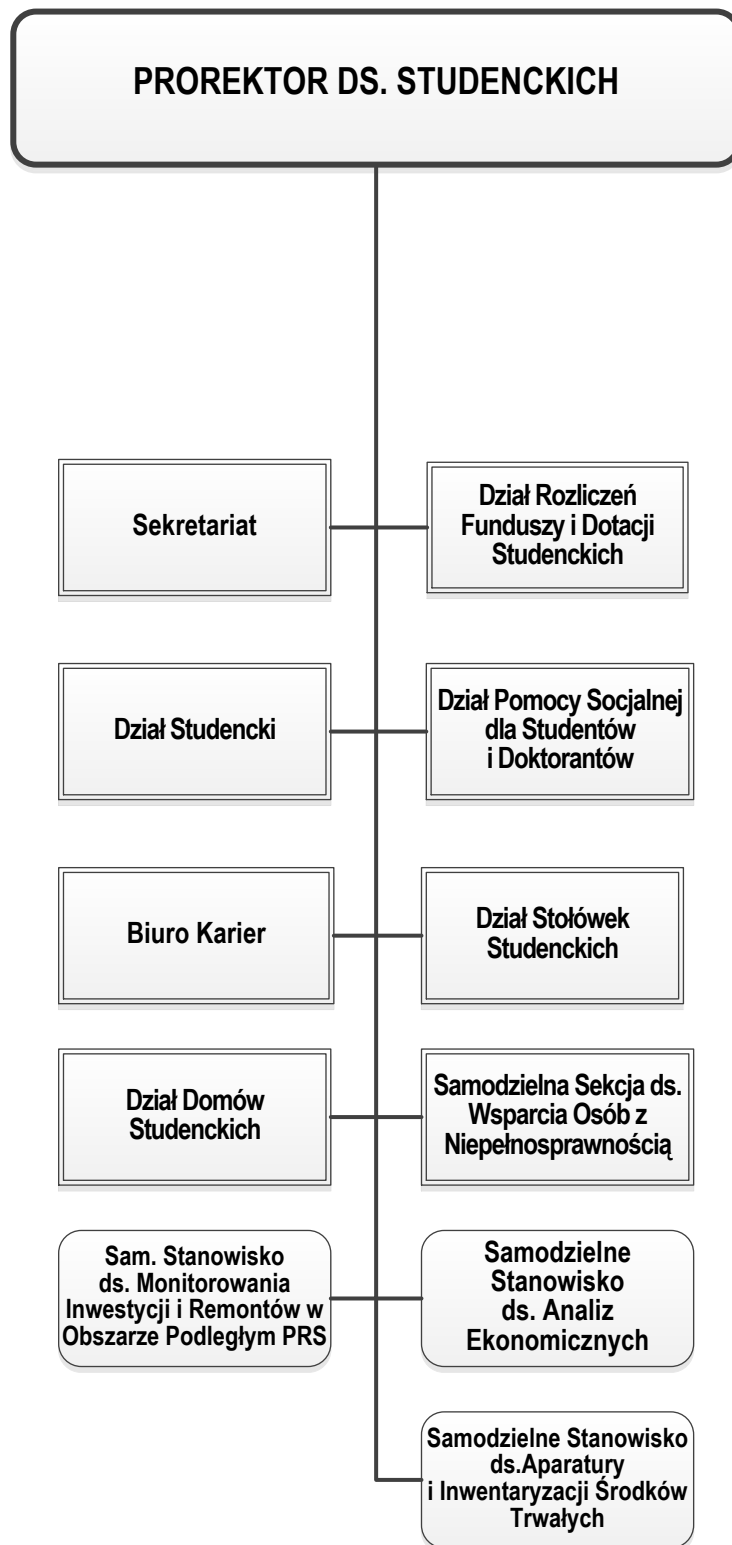 PROREKTOR DS. STUDENCKICH
Sekretariat
Dział Rozliczeń
Funduszy i Dotacji
Studenckich
Dział Studencki
Dział Pomocy Socjalnej
dla Studentów
i Doktorantów
Biuro Karier
Dział Stołówek
Studenckich
Dział Domów
Studenckich
Samodzielna Sekcja ds.
Wsparcia Osób z
Niepełnosprawnością
Sam. Stanowisko
ds. Monitorowania
Inwestycji i Remontów w
Obszarze Podległym PRS
Samodzielne
Stanowisko
ds. Analiz
Ekonomicznych
Samodzielne Stanowisko
ds.Aparatury
i Inwentaryzacji Środków
Trwałych